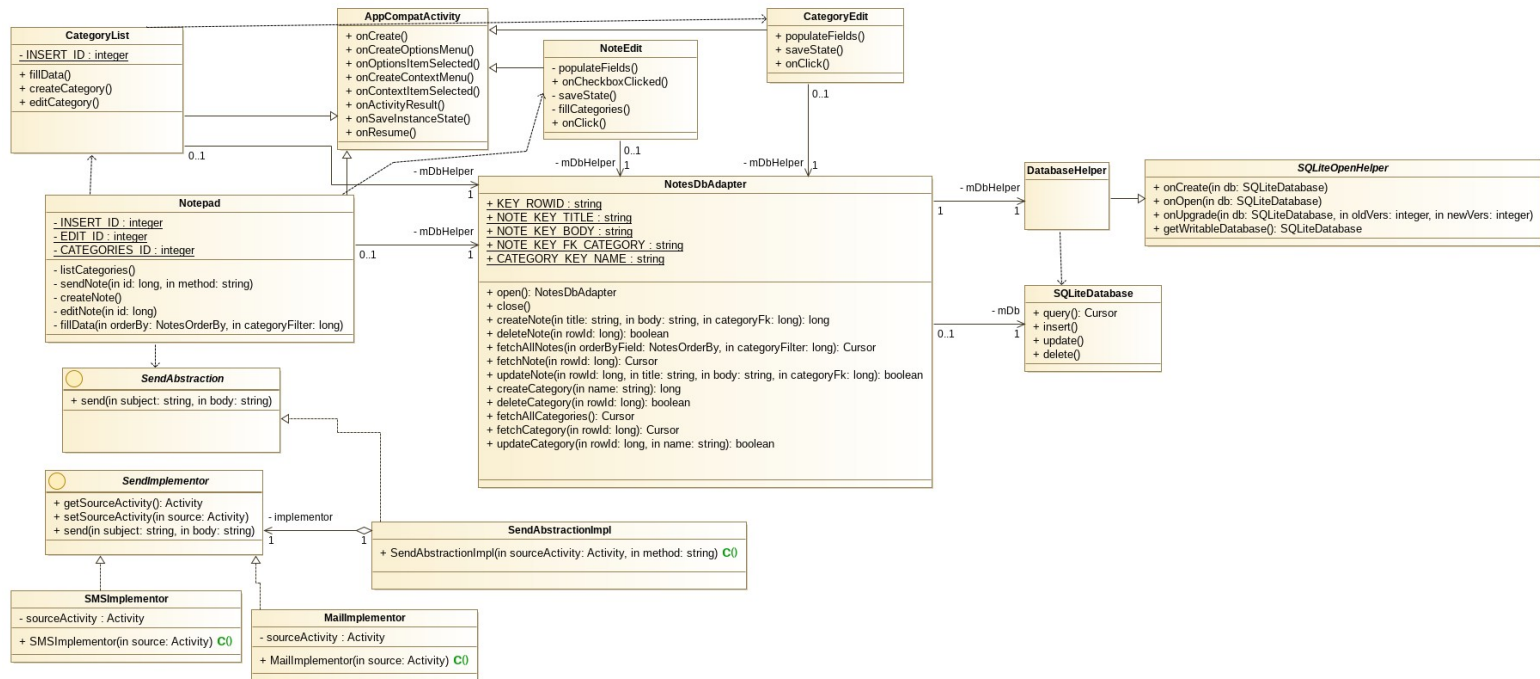 AppCompatActivity
+ onCreate()
+ onCreateOptionsMenu()
+ onOptionsItemSelected()
+ onCreateContextMenu()
+ onContextItemSelected()
+ onActivityResult()
+ onSaveInstanceState()
+ onResume()
CategoryEdit
+ populateFields()
+ saveState()
+ onClick()
0..1
CategoryList
- INSERT_ID : integer
+ fillData()
+ createCategory()
+ editCategory()
0..1
NoteEdit
- populateFields()
+ onCheckboxClicked()
- saveState()
- fillCategories()
+ onClick()
0..1
- mDbHelper
1
- mDbHelper
1
- mDbHelper
1
Notepad
- INSERT_ID : integer
- EDIT_ID : integer
- CATEGORIES_ID : integer
- listCategories()
- sendNote(in id: long, in method: string)
- createNote()
- editNote(in id: long)
- fillData(in orderBy: NotesOrderBy, in categoryFilter: long)
- mDbHelper
0..1
1
NotesDbAdapter
+ KEY_ROWID : string
+ NOTE_KEY_TITLE : string
+ NOTE_KEY_BODY : string
+ NOTE_KEY_FK_CATEGORY : string
+ CATEGORY_KEY_NAME : string
+ open(): NotesDbAdapter
+ close()
+ createNote(in title: string, in body: string, in categoryFk: long): long
+ deleteNote(in rowId: long): boolean
+ fetchAllNotes(in orderByField: NotesOrderBy, in categoryFilter: long): Cursor
+ fetchNote(in rowId: long): Cursor
+ updateNote(in rowId: long, in title: string, in body: string, in categoryFk: long): boolean
+ createCategory(in name: string): long
+ deleteCategory(in rowId: long): boolean
+ fetchAllCategories(): Cursor
+ fetchCategory(in rowId: long): Cursor
+ updateCategory(in rowId: long, in name: string): boolean
- mDbHelper
1
1
DatabaseHelper
SQLiteOpenHelper
+ onCreate(in db: SQLiteDatabase)
+ onOpen(in db: SQLiteDatabase)
+ onUpgrade(in db: SQLiteDatabase, in oldVers: integer, in newVers: integer)
+ getWritableDatabase(): SQLiteDatabase
- mDb
0..1
1
SQLiteDatabase
+ query(): Cursor
+ insert()
+ update()
+ delete()
SendAbstraction
+ send(in subject: string, in body: string)
SendImplementor
+ getSourceActivity(): Activity
+ setSourceActivity(in source: Activity)
+ send(in subject: string, in body: string)
- implementor
1
1
SendAbstractionImpl
+ SendAbstractionImpl(in sourceActivity: Activity, in method: string) C()
SMSImplementor
- sourceActivity : Activity
+ SMSImplementor(in source: Activity) C()
MailImplementor
- sourceActivity : Activity
+ MailImplementor(in source: Activity) C()